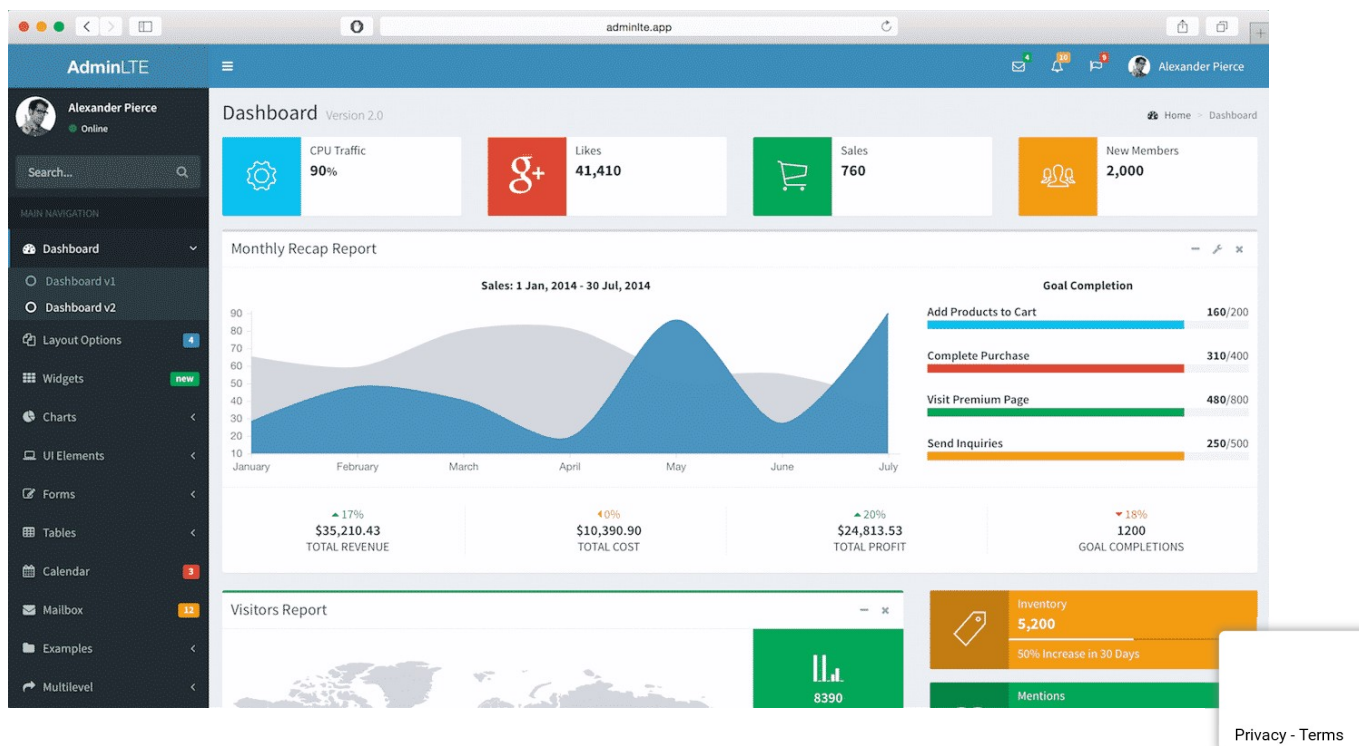 adminlte.app
AdminLTE
4
10
9
Alexander Pierce
Alexander Pierce
Online
Search...
MAIN NAVIGATION
Dashboard
Dashboard v1
Dashboard v2
Layout Options 4
Widgets new
Charts
UI Elements
Forms
Tables
Calendar 3
Mailbox 12
Examples
Multilevel
Dashboard Version 2.0
Home > Dashboard
CPU Traffic
90%
g+
Likes
41,410
Sales
760
New Members
2,000
Monthly Recap Report
Sales: 1 Jan, 2014 - 30 Jul, 2014
90
80
70
60
50
40
30
20
10
January February March April May June July
Goal Completion
Add Products to Cart 160/200
Complete Purchase 310/400
Visit Premium Page 480/800
Send Inquiries 250/500
17%
$35,210.43
TOTAL REVENUE
0%
$10,390.90
TOTAL COST
20%
$24,813.53
TOTAL PROFIT
18%
1200
GOAL COMPLETIONS
Visitors Report
8390
Inventory
5,200
50% Increase in 30 Days
Mentions
Privacy - Terms